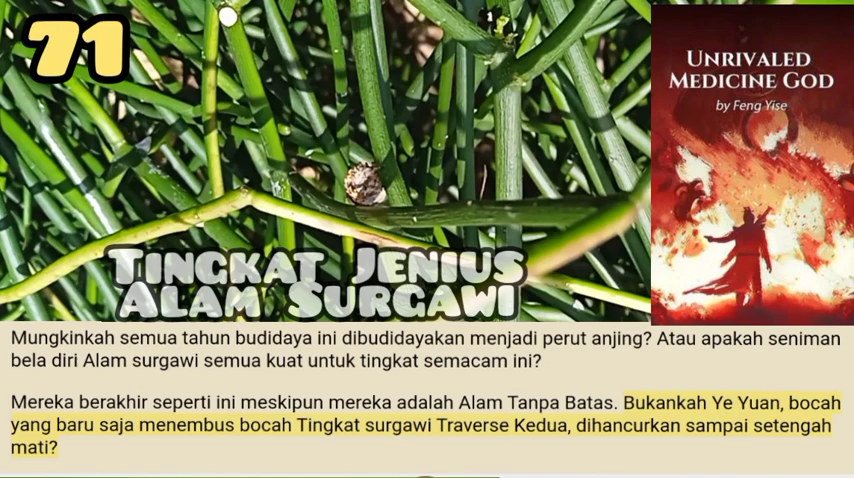 71
UNRIVALED
MEDICINE GOD
by Feng Yise
TINGKAT JENIUS
ALAM SURGAWI
Mungkinkah semua tahun budidaya ini dibudidayakan menjadi perut anjing? Atau apakah seniman
bela diri Alam surgawi semua kuat untuk tingkat semacam ini?
Mereka berakhir seperti ini meskipun mereka adalah Alam Tanpa Batas. Bukankah Ye Yuan, bocah
yang baru saja menembus bocah Tingkat surgawi Traverse Kedua, dihancurkan sampai setengah
mati?